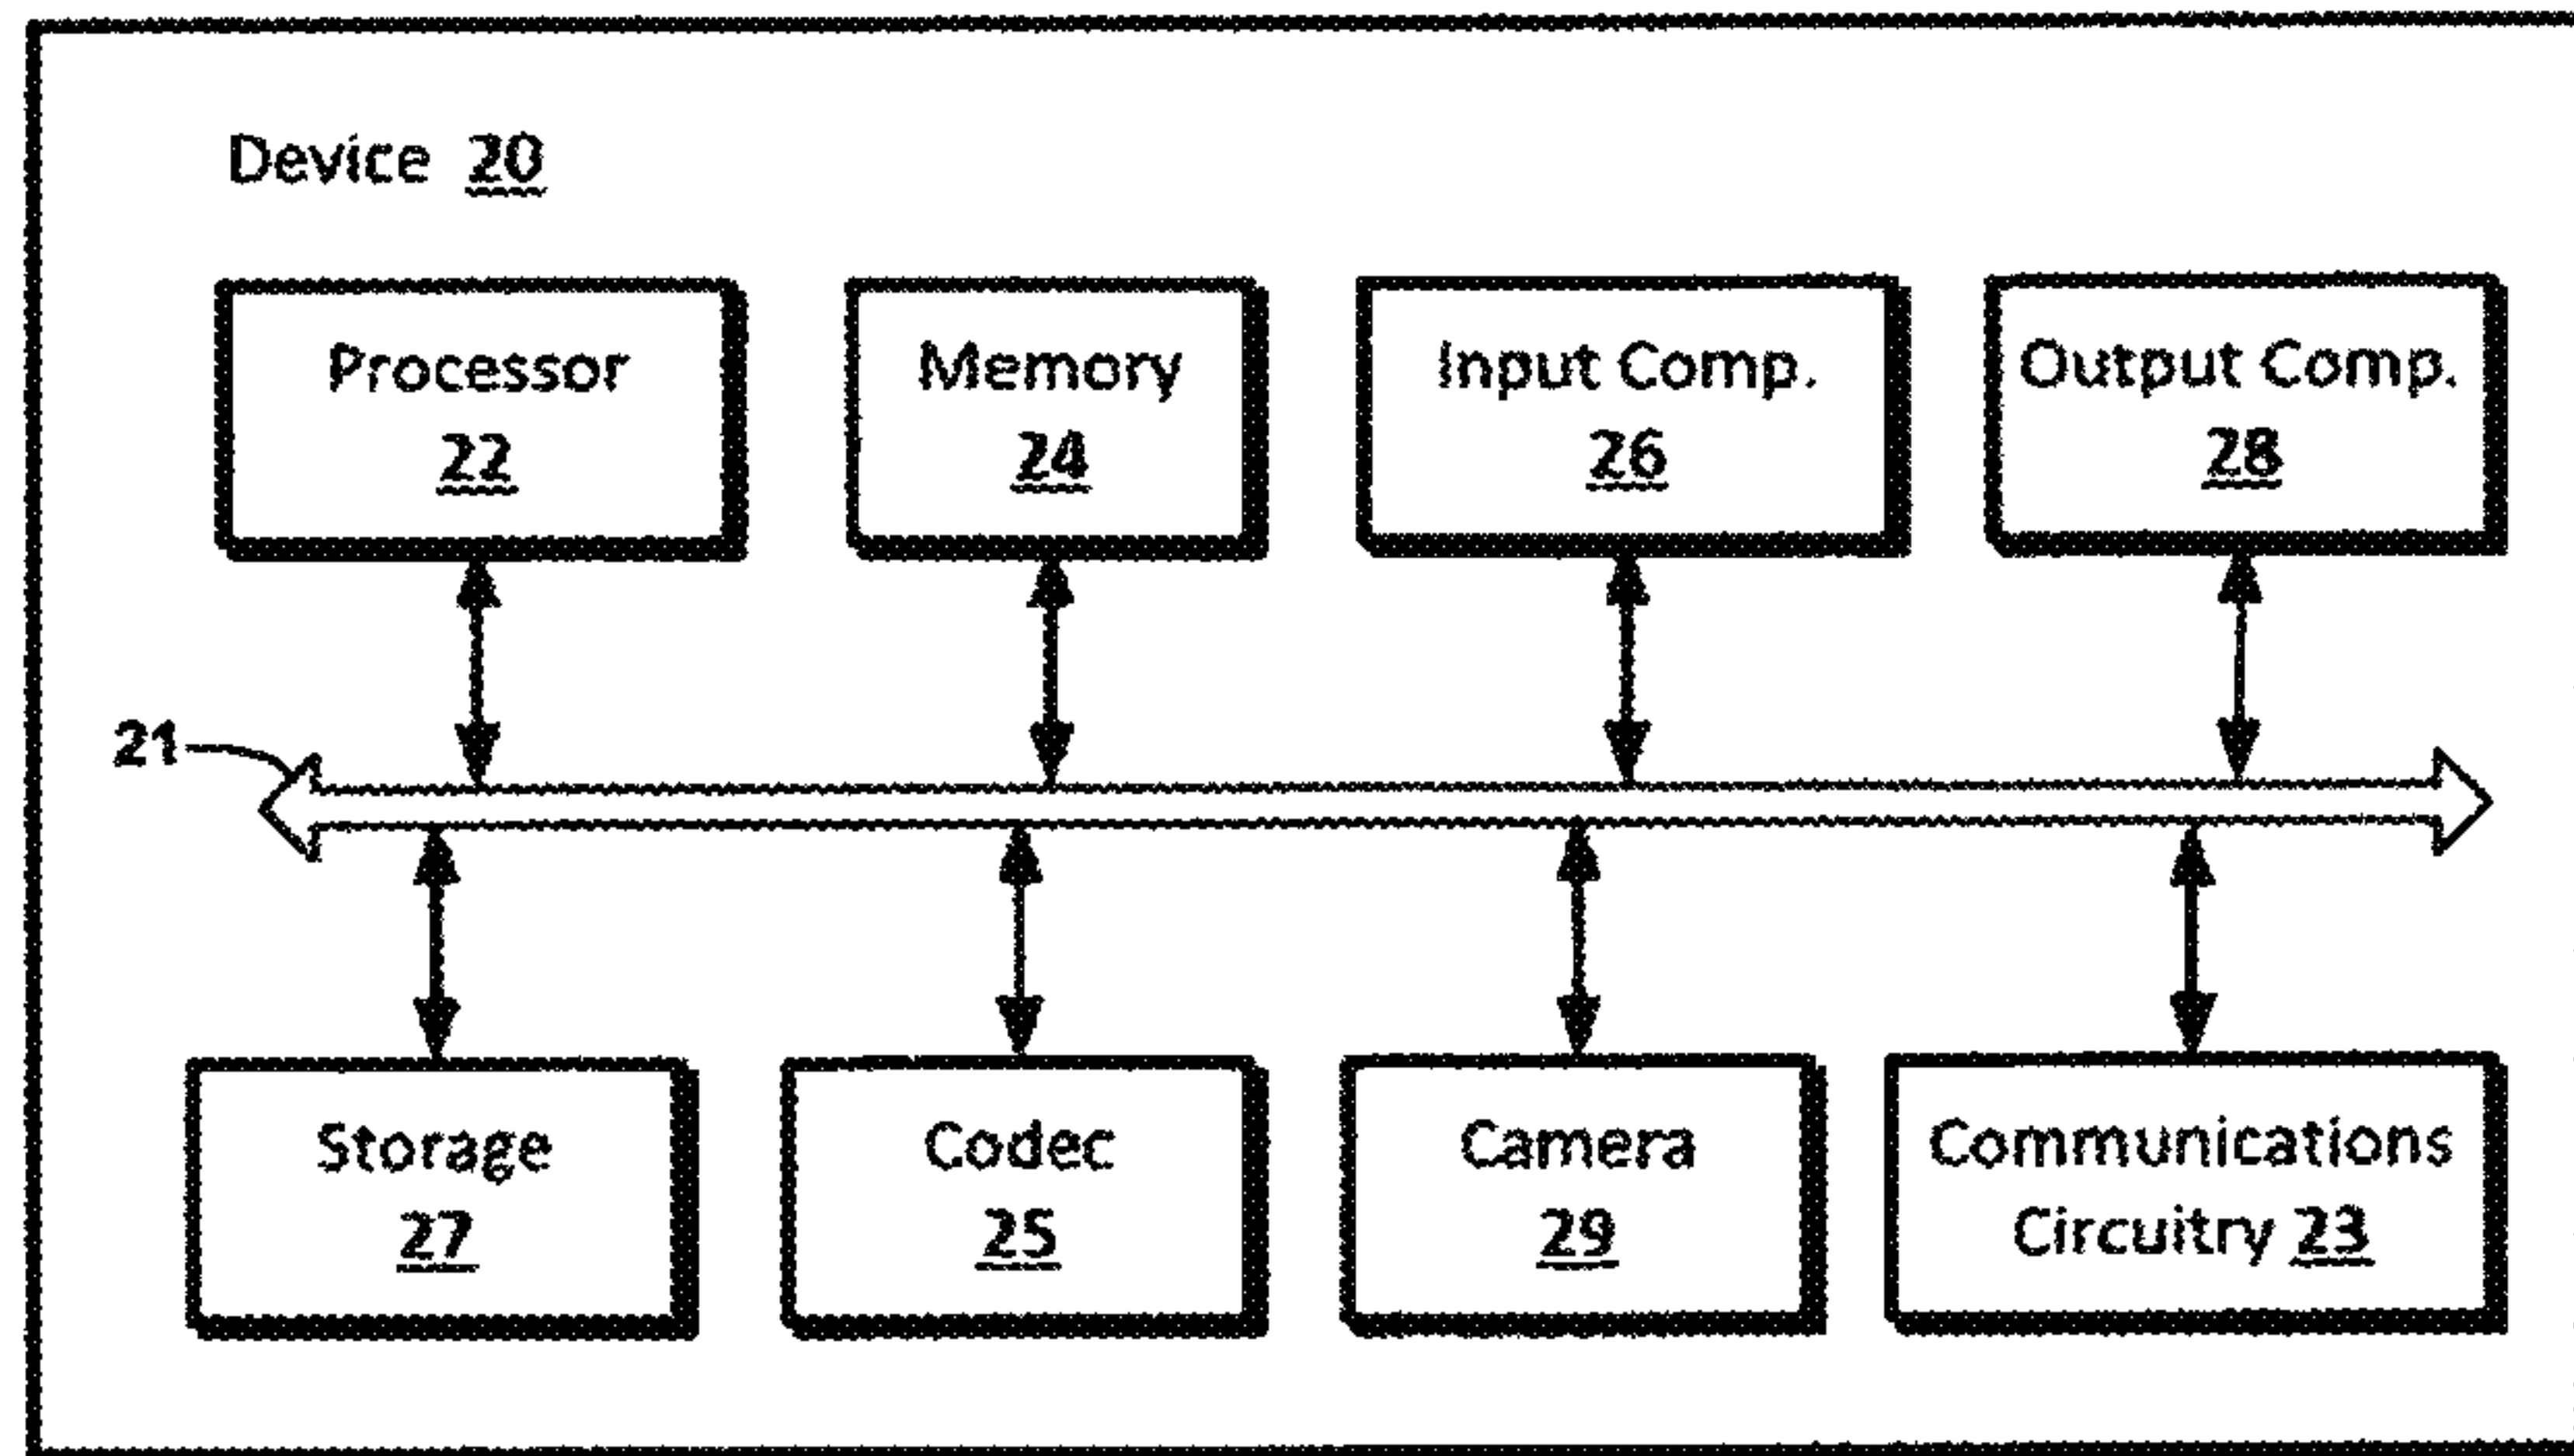 Device 20
Processor
22
Memory
24
Input Comp.
26
Output Comp.
28
21
Storage
27
Codec
25
Camera
29
Communications
Circuitry 23